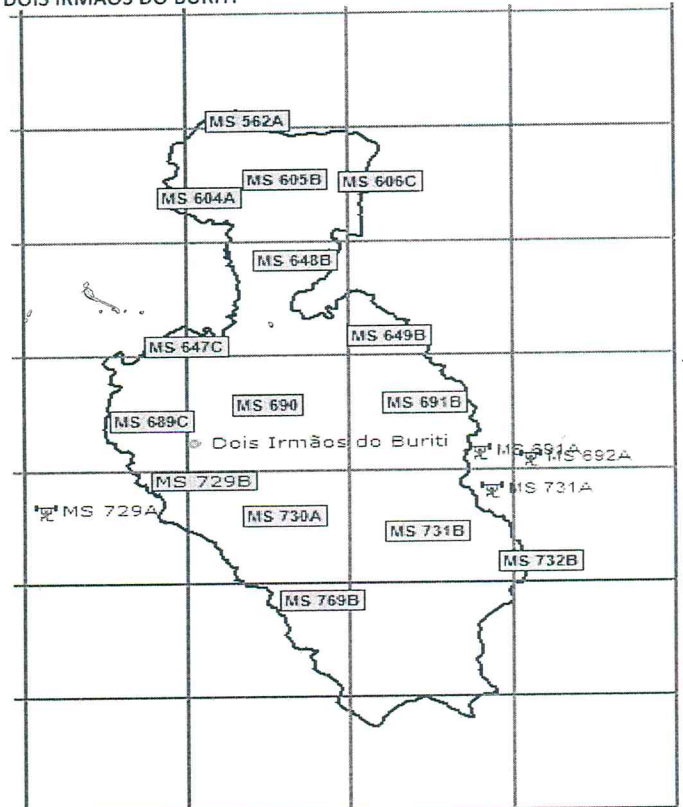 DOIS IRMÃOS DO BURITI
MS 562A
MS 605B
MS 606C
MS 604A
MS 648B
MS 649B
MS 647C
MS 690
MS 691B
MS 689C
Dois Irmãos do Buriti
MS 691A
MS 692A
MS 729B
MS 731A
MS 729A
MS 730A
MS 731B
MS 732B
MS 769B